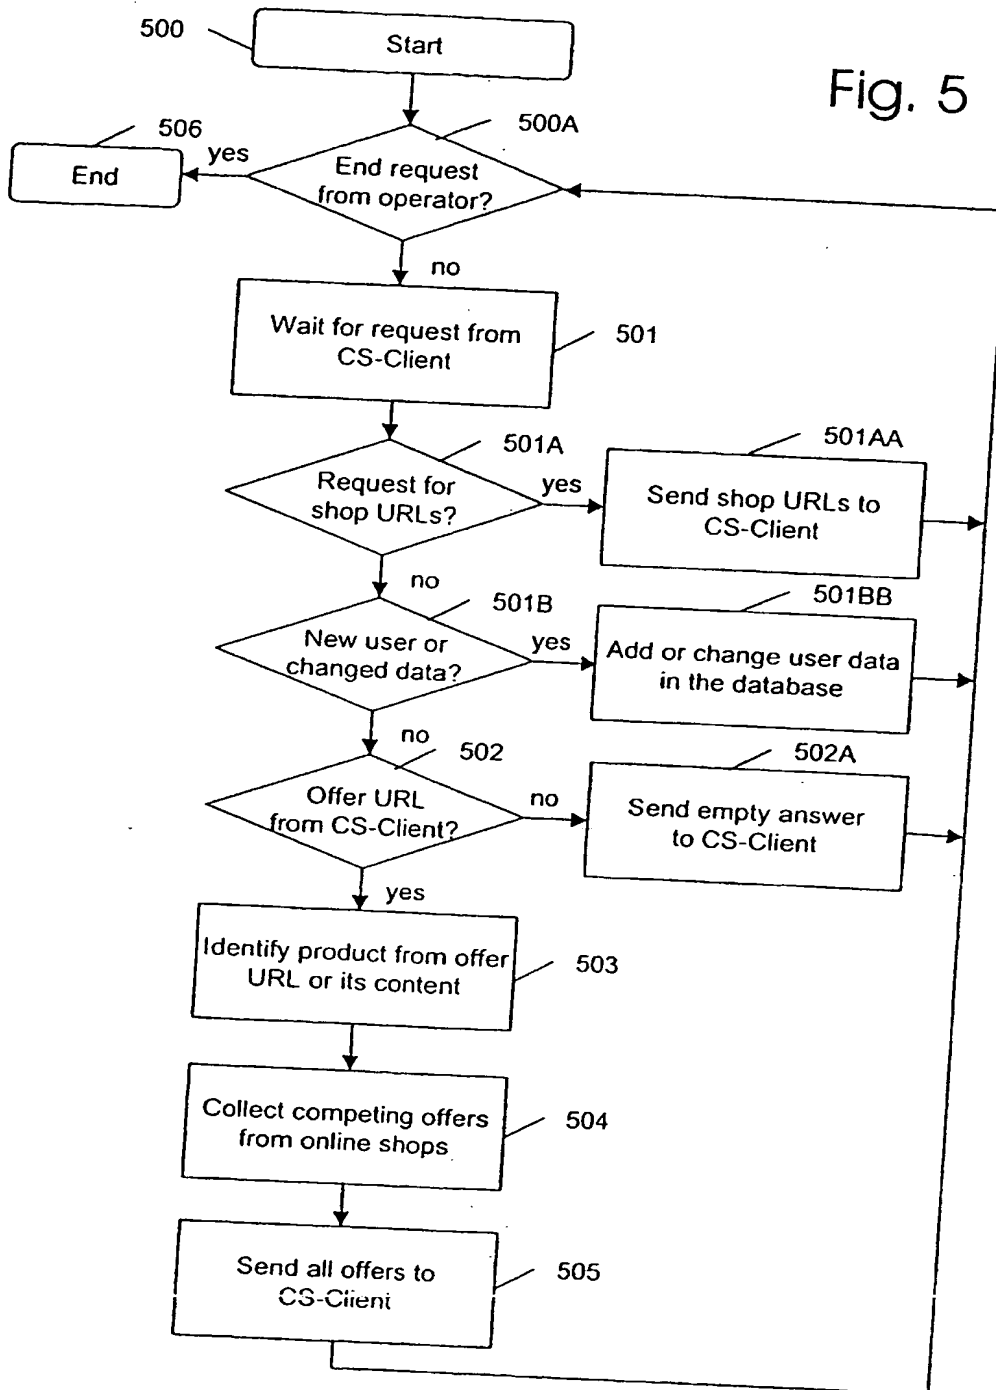 500
Start
Fig. 5
506
500A
End
yes
End request
from operator?
no
Wait for request from
CS-Client
501
501A
501AA
Request for
shop URLs?
yes
Send shop URLs to
CS-Client
no
501B
501BB
New user or
changed data?
yes
Add or change user data
in the database
no
502
502A
Offer URL
from CS-Client?
no
Send empty answer
to CS-Client
yes
Identify product from offer
URL or its content
503
Collect competing offers
from online shops
504
Send all offers to
CS-Client
505